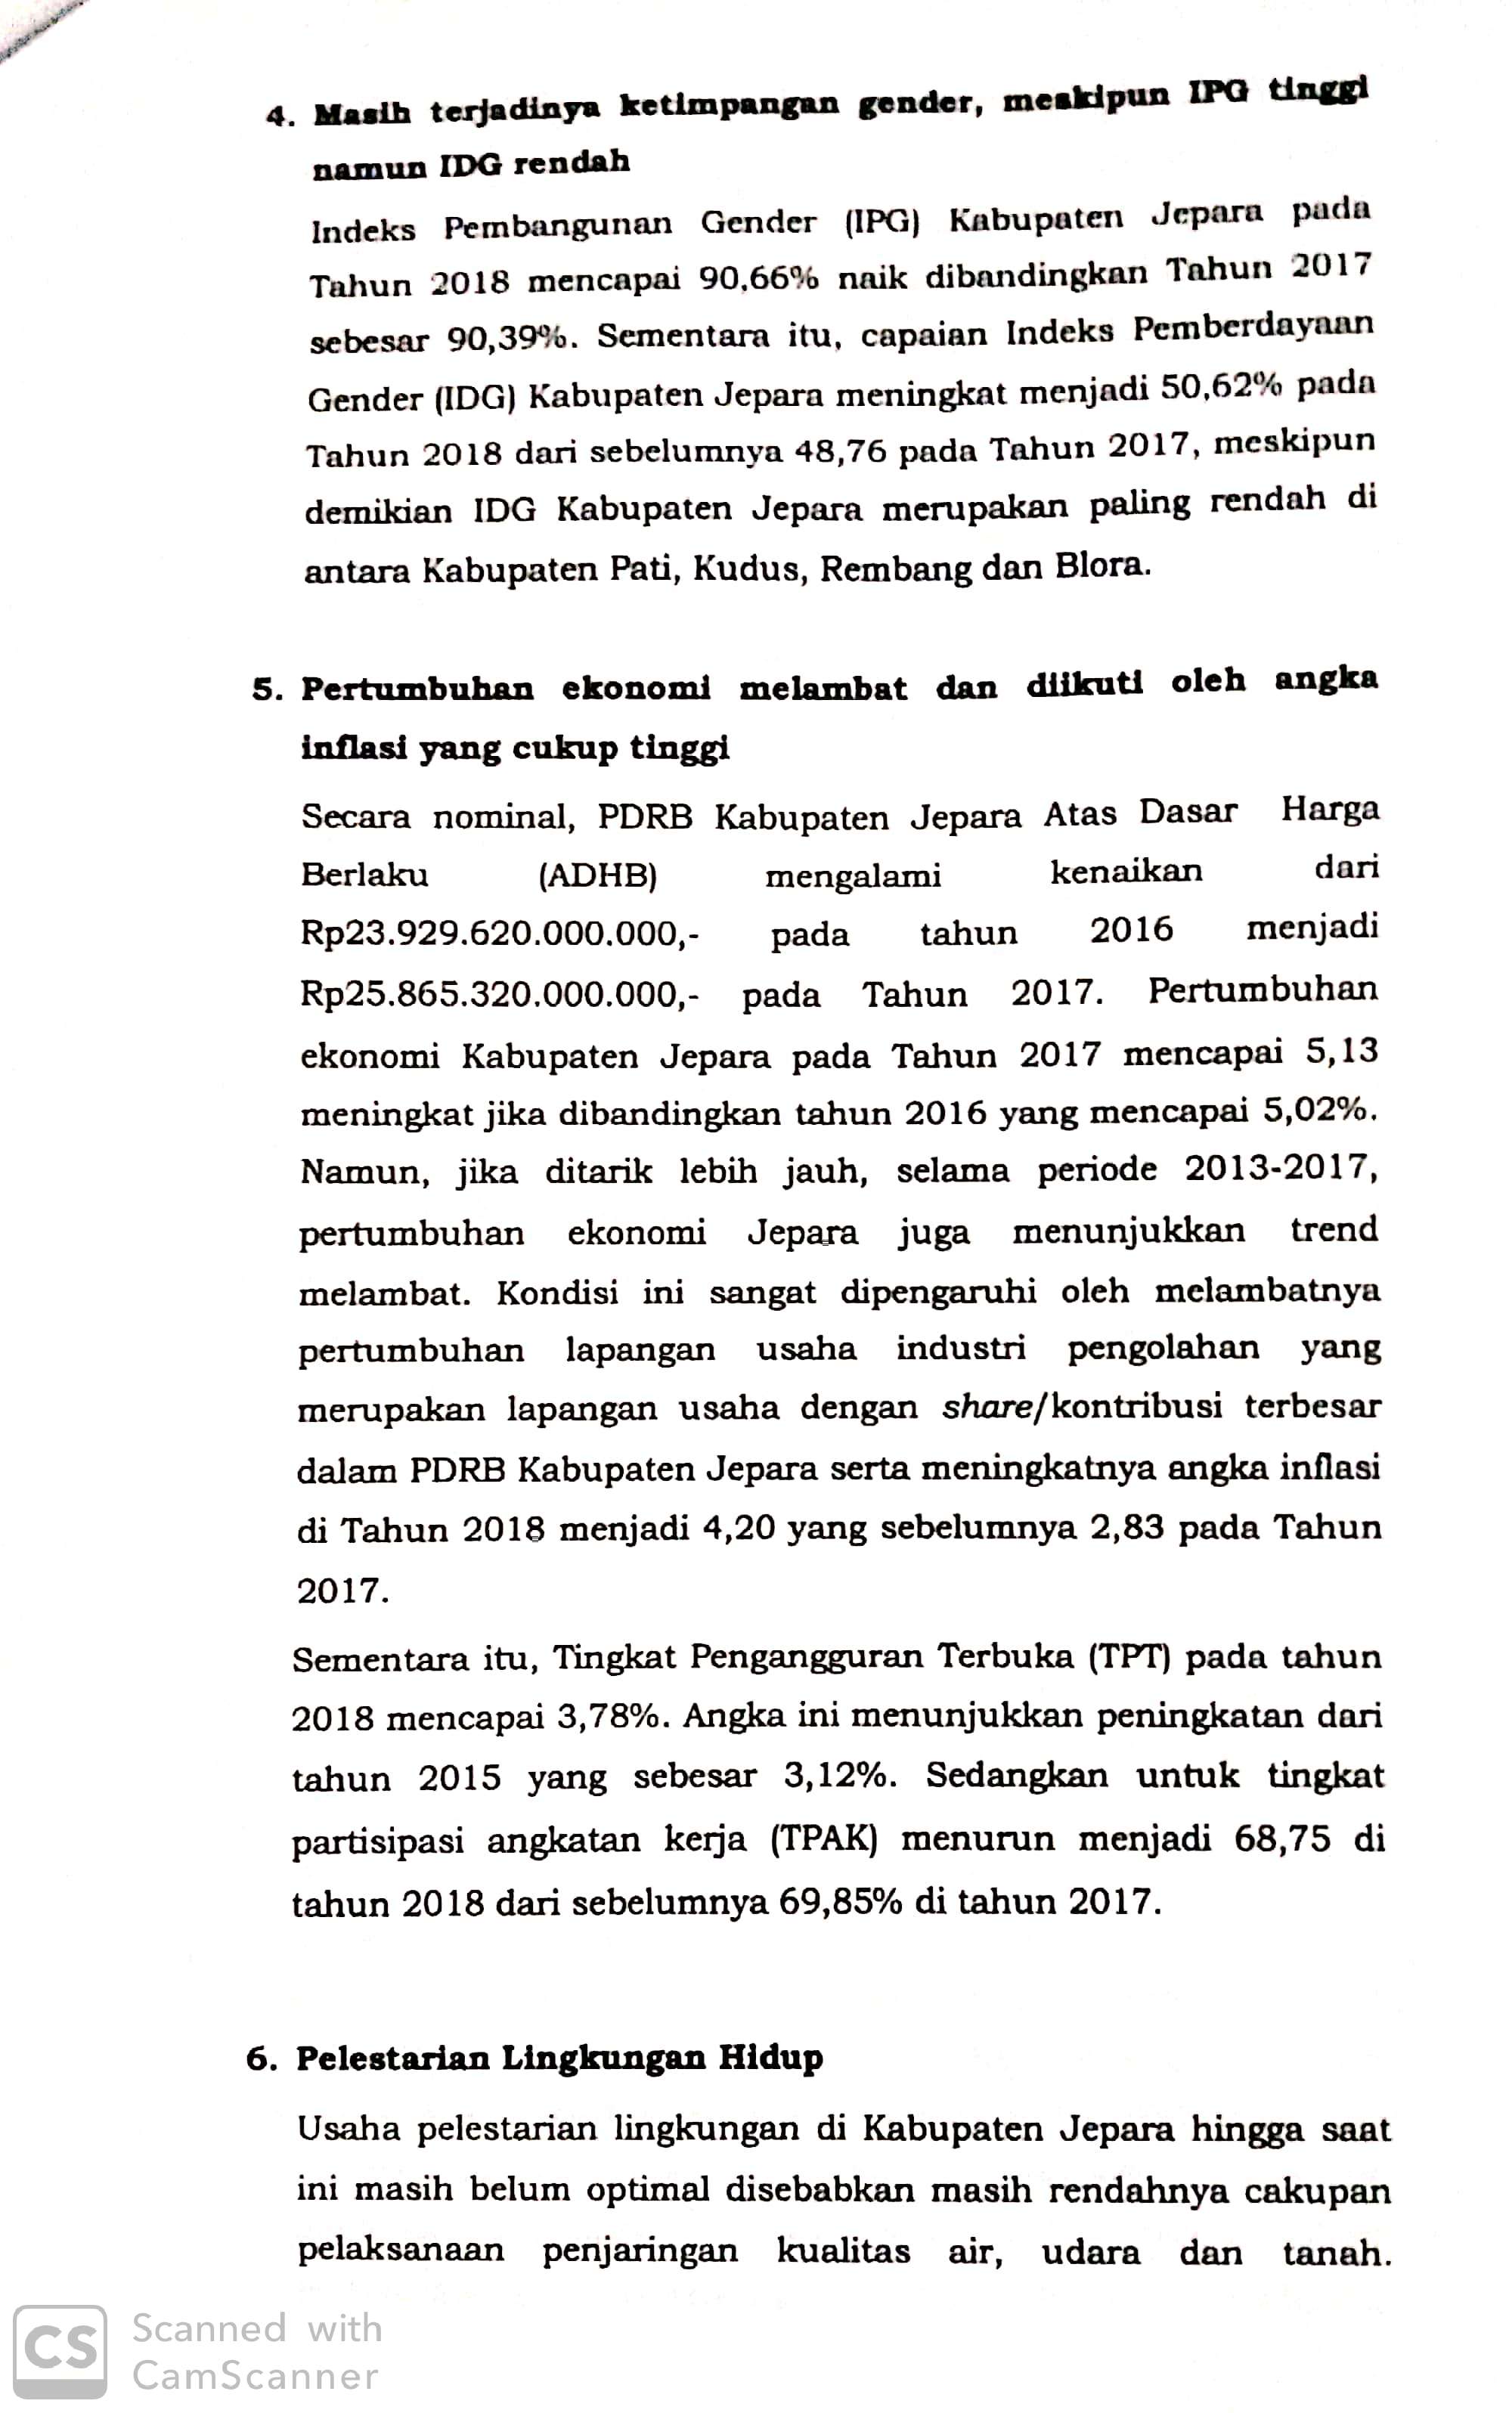 4. Masih terjadinya ketimpangan gender, meskipun IPG tinggi
namun IDG rendah
Indeks Pembangunan Gender (IPG) Kabupaten Jepara pada
Tahun 2018 mencapai 90,66% naik dibandingkan Tahun 2017
sebesar 90,39%. Sementara itu, capaian Indeks Pemberdayaan
Gender (IDG) Kabupaten Jepara meningkat menjadi 50,62% pada
Tahun 2018 dari sebelumnya 48,76 pada Tahun 2017, meskipun
demikian IDG Kabupaten Jepara merupakan paling rendah di
antara Kabupaten Pati, Kudus, Rembang dan Blora.
5. Pertumbuhan ekonomi melambat dan diikuti oleh angka
inflasi yang cukup tinggi
Secara nominal, PDRB Kabupaten Jepara Atas Dasar Harga
Berlaku (ADHB) mengalami kenaikan dari
Rp23.929.620.000.000,- pada tahun 2016 menjadi
Rp25.865.320.000.000,- pada Tahun 2017. Pertumbuhan
ekonomi Kabupaten Jepara pada Tahun 2017 mencapai 5,13
meningkat jika dibandingkan tahun 2016 yang mencapai 5,02%.
Namun, jika ditarik lebih jauh, selama periode 2013-2017,
pertumbuhan ekonomi Jepara juga menunjukkan trend
melambat. Kondisi ini sangat dipengaruhi oleh melambatnya
pertumbuhan lapangan usaha industri pengolahan yang
merupakan lapangan usaha dengan share/kontribusi terbesar
dalam PDRB Kabupaten Jepara serta meningkatnya angka inflasi
di Tahun 2018 menjadi 4,20 yang sebelumnya 2,83 pada Tahun
2017.
Sementara itu, Tingkat Pengangguran Terbuka (TPT) pada tahun
2018 mencapai 3,78%. Angka ini menunjukkan peningkatan dari
tahun 2015 yang sebesar 3,12%. Sedangkan untuk tingkat
partisipasi angkatan kerja (TPAK) menurun menjadi 68,75 di
tahun 2018 dari sebelumnya 69,85% di tahun 2017.
6. Pelestarian Lingkungan Hidup
Usaha pelestarian lingkungan di Kabupaten Jepara hingga saat
ini masih belum optimal disebabkan masih rendahnya cakupan
pelaksanaan penjaringan kualitas air, udara dan tanah.
CS Scanned with
CamScanner